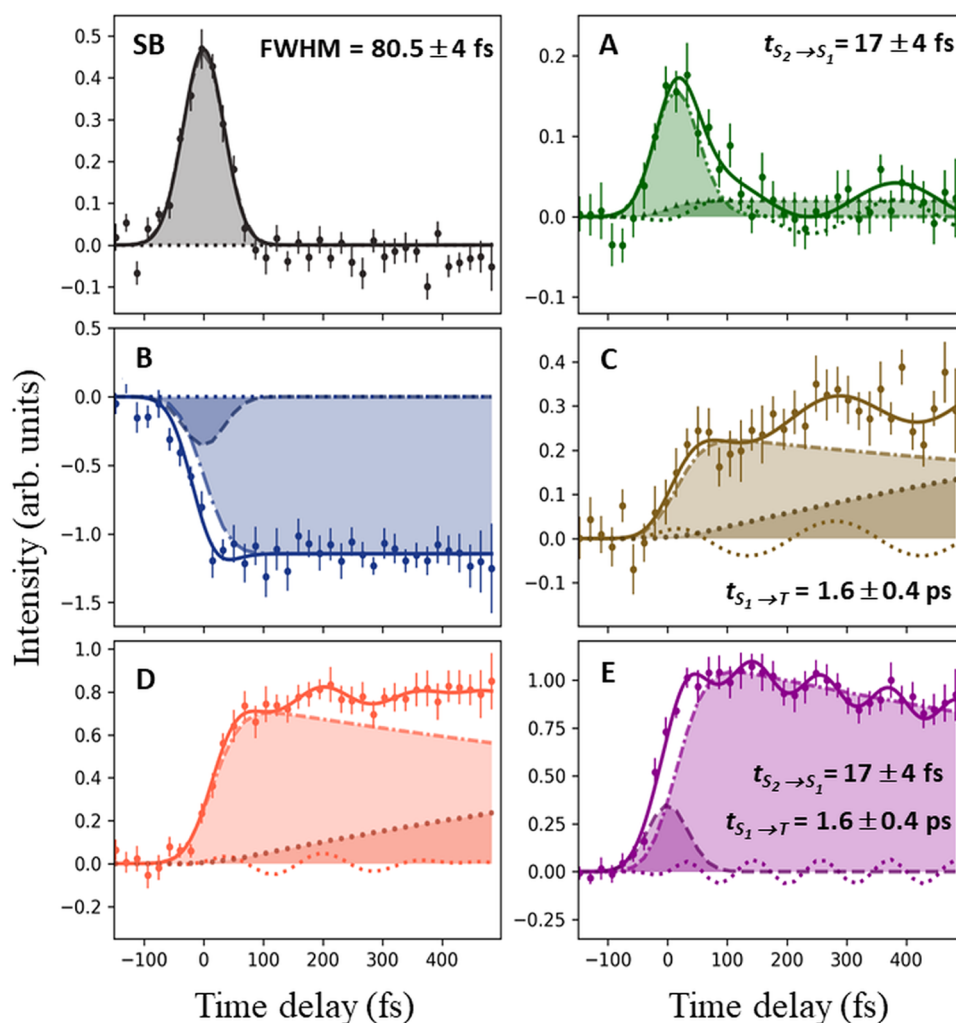 SB
FWHM = 80.5 ± 4 fs
0.5
0.4
0.3
0.2
0.1
0.0
−0.1
A
t_{S_2→S_1} = 17 ± 4 fs
0.2
0.1
0.0
−0.1
B
0.5
0.0
−0.5
−1.0
−1.5
C
0.4
0.3
0.2
0.1
0.0
−0.1
t_{S_1→T} = 1.6 ± 0.4 ps
Intensity (arb. units)
D
1.0
0.8
0.6
0.4
0.2
0.0
−0.2
−100 0 100 200 300 400
Time delay (fs)
E
1.00
0.75
0.50
0.25
0.00
−0.25
t_{S_2→S_1} = 17 ± 4 fs
t_{S_1→T} = 1.6 ± 0.4 ps
−100 0 100 200 300 400
Time delay (fs)